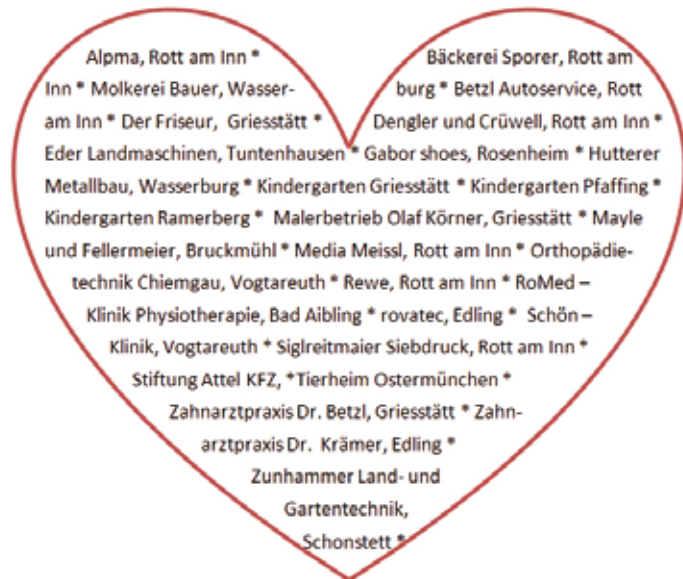 Alpma, Rott am Inn * Bäckerei Sporer, Rott am
Inn * Molkerei Bauer, Wasser- burg * Betzl Autoservice, Rott
am Inn * Der Friseur, Griesstätt * Dengler und Crüwell, Rott am Inn *
Eder Landmaschinen, Tuntenhausen * Gabor shoes, Rosenheim * Hutterer
Metallbau, Wasserburg * Kindergarten Griesstätt * Kindergarten Pfaffing *
Kindergarten Ramerberg * Malerbetrieb Olaf Körner, Griesstätt * Mayle
und Fellermeier, Bruckmühl * Media Meissl, Rott am Inn * Orthopädie-
technik Chiemgau, Vogtareuth * Rewe, Rott am Inn * RoMed –
Klinik Physiotherapie, Bad Aibling * rovatec, Edling * Schön –
Klinik, Vogtareuth * Siglreitmaier Siebdruck, Rott am Inn *
Stiftung Attel KFZ, *Tierheim Ostermünchen *
Zahnarztpraxis Dr. Betzl, Griesstätt * Zahn-
arztpraxis Dr. Krämer, Edling *
Zunhammer Land- und
Gartentechnik,
Schonstett *